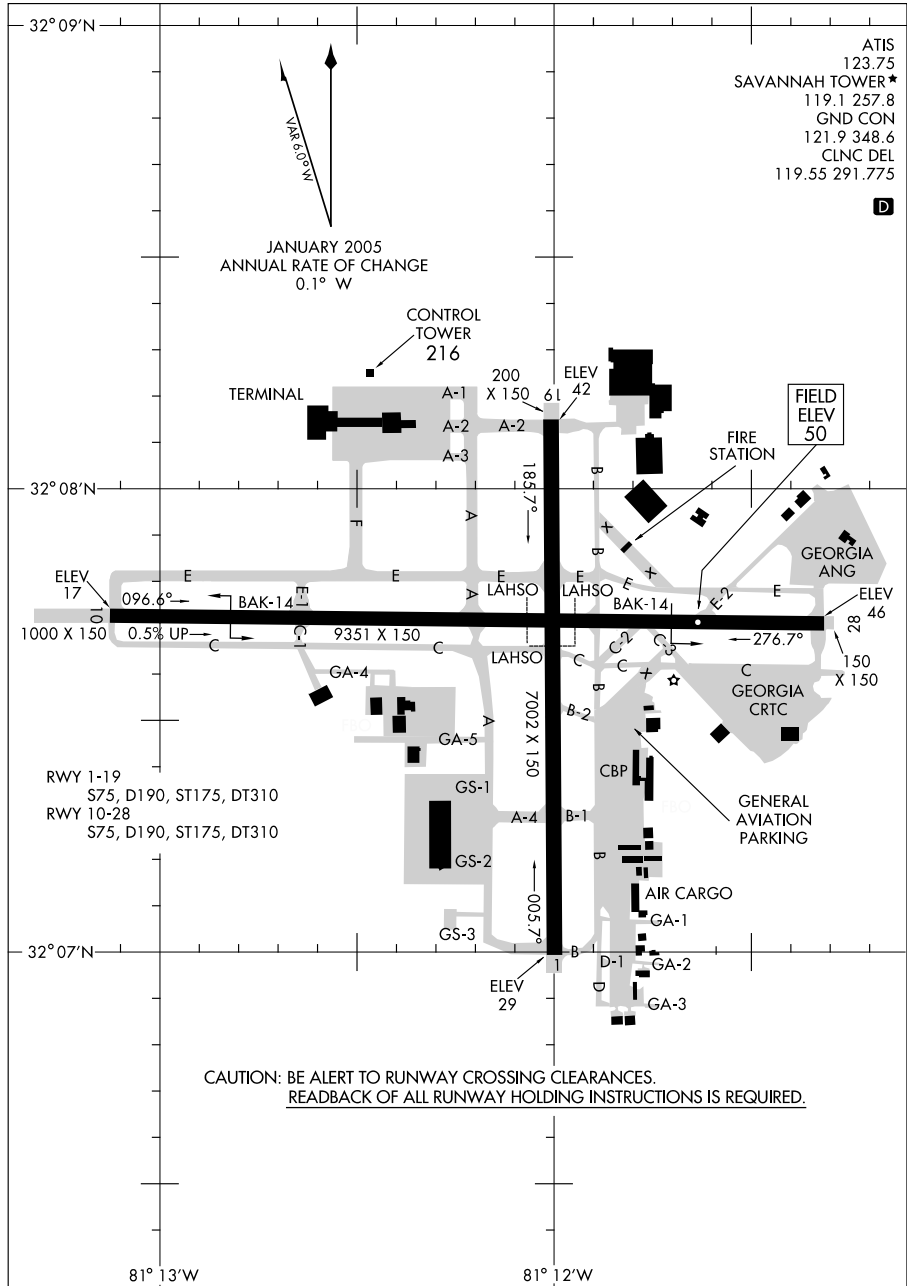 32°09'N
ATIS
123.75
SAVANNAH TOWER★
119.1 257.8
GND CON
121.9 348.6
CLNC DEL
119.55 291.775
D
VAR 6.0° W
JANUARY 2005
ANNUAL RATE OF CHANGE
0.1° W
CONTROL
TOWER
216
TERMINAL
200
X 150
19
ELEV
42
A-1
A-2
A-2
A-3
FIELD
ELEV
50
FIRE
STATION
B
185.7°
32°08'N
F
A
X
B
GEORGIA
ANG
ELEV
17
E
E
E
E
X
E
E-2
E-1
A
LAHSO
LAHSO
BAK-14
BAK-14
ELEV
46
096.6°
10
28
1000 X 150
0.5% UP
9351 X 150
276.7°
C
C-1
C
LAHSO
C
C-2
C-3
C
C
X
150
X 150
GA-4
B
GEORGIA
CRTC
A
B-2
7002 X 150
GA-5
CBP
RWY 1-19
S75, D190, ST175, DT310
RWY 10-28
S75, D190, ST175, DT310
GS-1
A-4
B-1
GENERAL
AVIATION
PARKING
GS-2
B
005.7°
AIR CARGO
GA-1
GS-3
32°07'N
B
D-1
GA-2
1
ELEV
29
D
GA-3
CAUTION: BE ALERT TO RUNWAY CROSSING CLEARANCES.
READBACK OF ALL RUNWAY HOLDING INSTRUCTIONS IS REQUIRED.
81° 13'W
81° 12'W